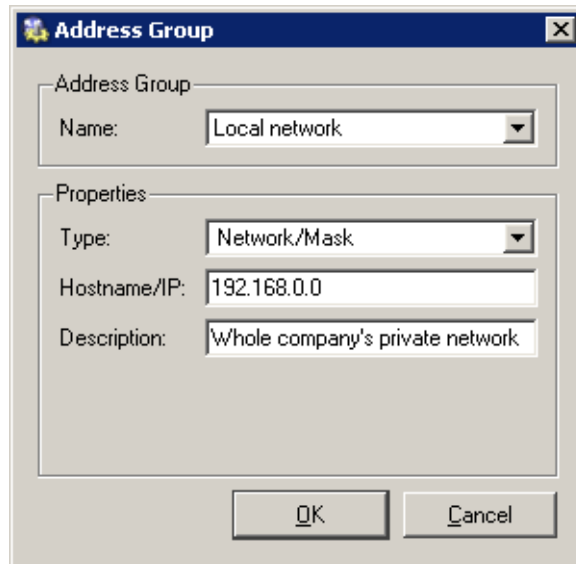 Address Group
Address Group
Name: Local network
Properties
Type: Network/Mask
Hostname/IP: 192.168.0.0
Description: Whole company's private network
OK Cancel